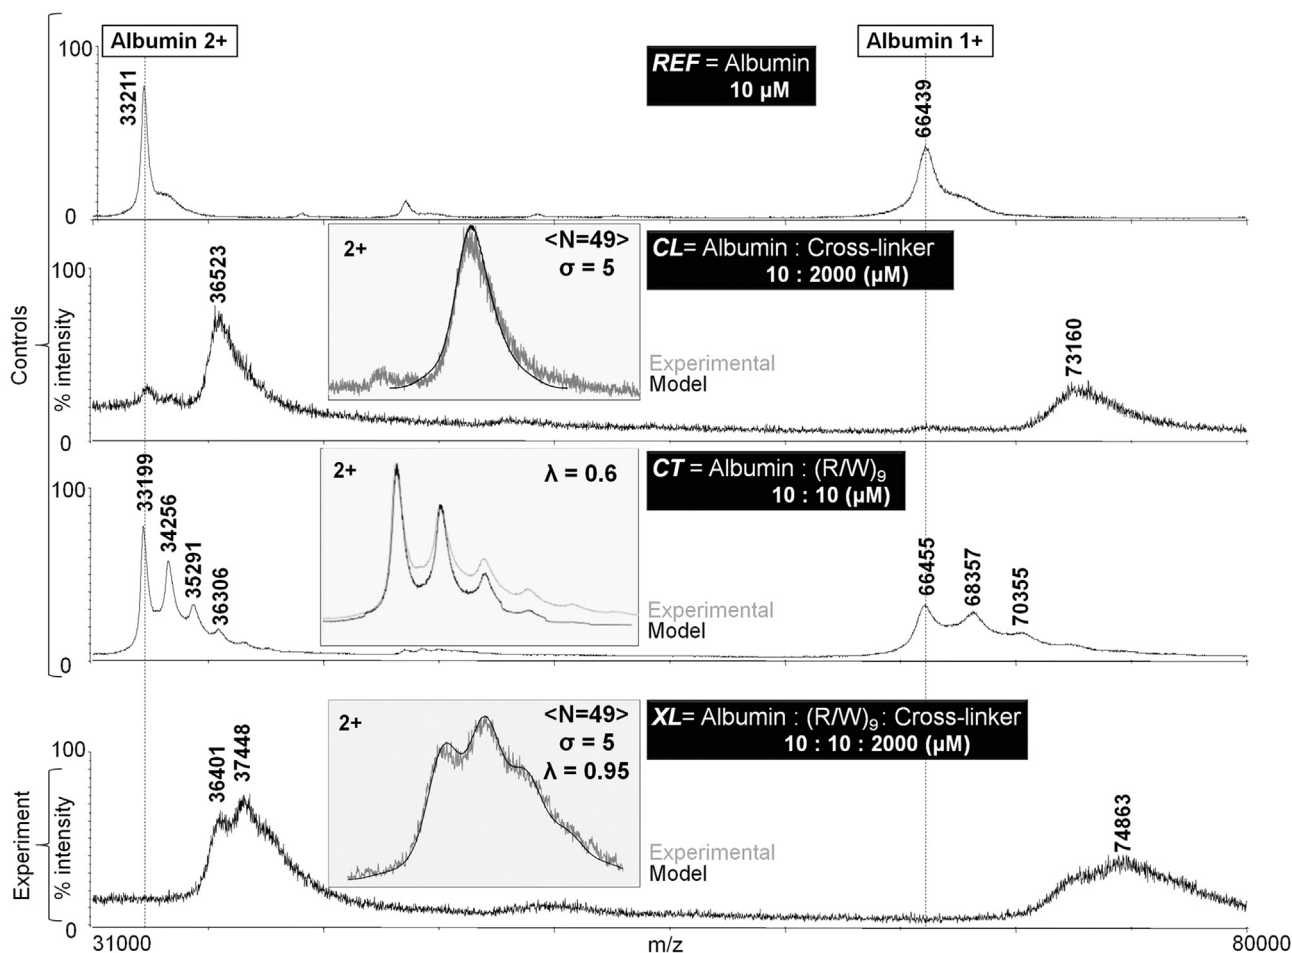 Albumin 2+
Albumin 1+
REF = Albumin
10 µM
100
0
33211
66439
Controls
% intensity
100
0
36523
2+
<N=49>
σ = 5
CL= Albumin : Cross-linker
10 : 2000 (µM)
73160
Experimental
Model
100
0
33199
34256
35291
36306
2+
λ = 0.6
CT = Albumin : (R/W)₉
10 : 10 (µM)
66455
68357
70355
Experimental
Model
Experiment
% intensity
100
0
36401
37448
2+
<N=49>
σ = 5
λ = 0.95
XL= Albumin : (R/W)₉ : Cross-linker
10 : 10 : 2000 (µM)
74863
Experimental
Model
31000
m/z
80000